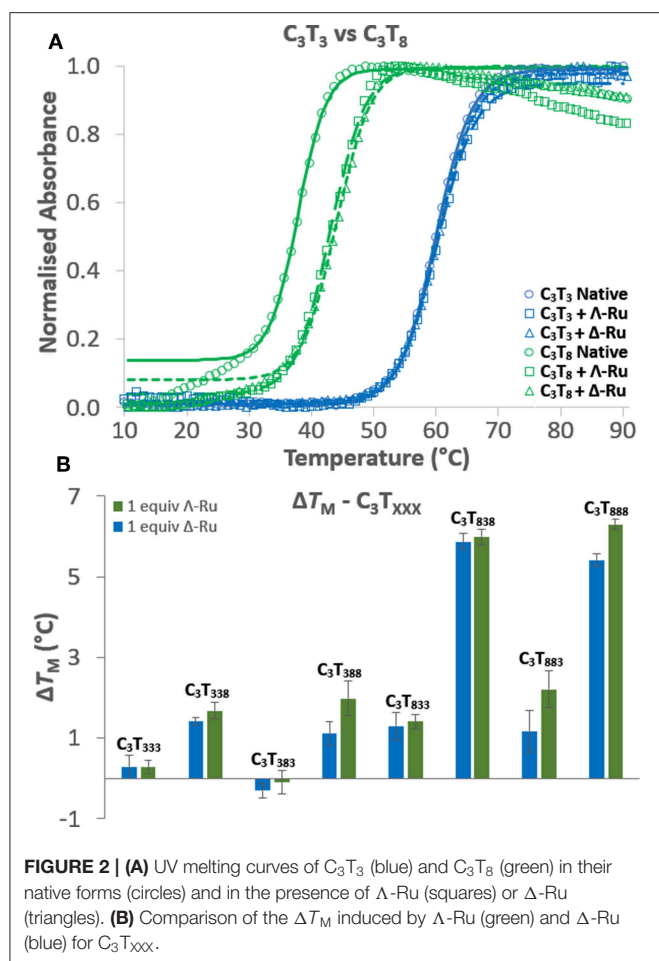 A
C₃T₃ vs C₃T₈
Normalised Absorbance
1.0
0.8
0.6
0.4
0.2
0.0
10 20 30 40 50 60 70 80 90
Temperature (°C)
C₃T₃ Native
C₃T₃ + Λ-Ru
C₃T₃ + Δ-Ru
C₃T₈ Native
C₃T₈ + Λ-Ru
C₃T₈ + Δ-Ru
B
ΔTM - C₃TXXX
1 equiv Λ-Ru
1 equiv Δ-Ru
ΔTM (°C)
7
5
3
1
-1
C₃T₃₃₃
C₃T₃₃₈
C₃T₃₈₃
C₃T₃₈₈
C₃T₈₃₃
C₃T₈₃₈
C₃T₈₈₃
C₃T₈₈₈
FIGURE 2 | (A) UV melting curves of C₃T₃ (blue) and C₃T₈ (green) in their
native forms (circles) and in the presence of Λ-Ru (squares) or Δ-Ru
(triangles). (B) Comparison of the ΔTM induced by Λ-Ru (green) and Δ-Ru
(blue) for C₃TXXX.